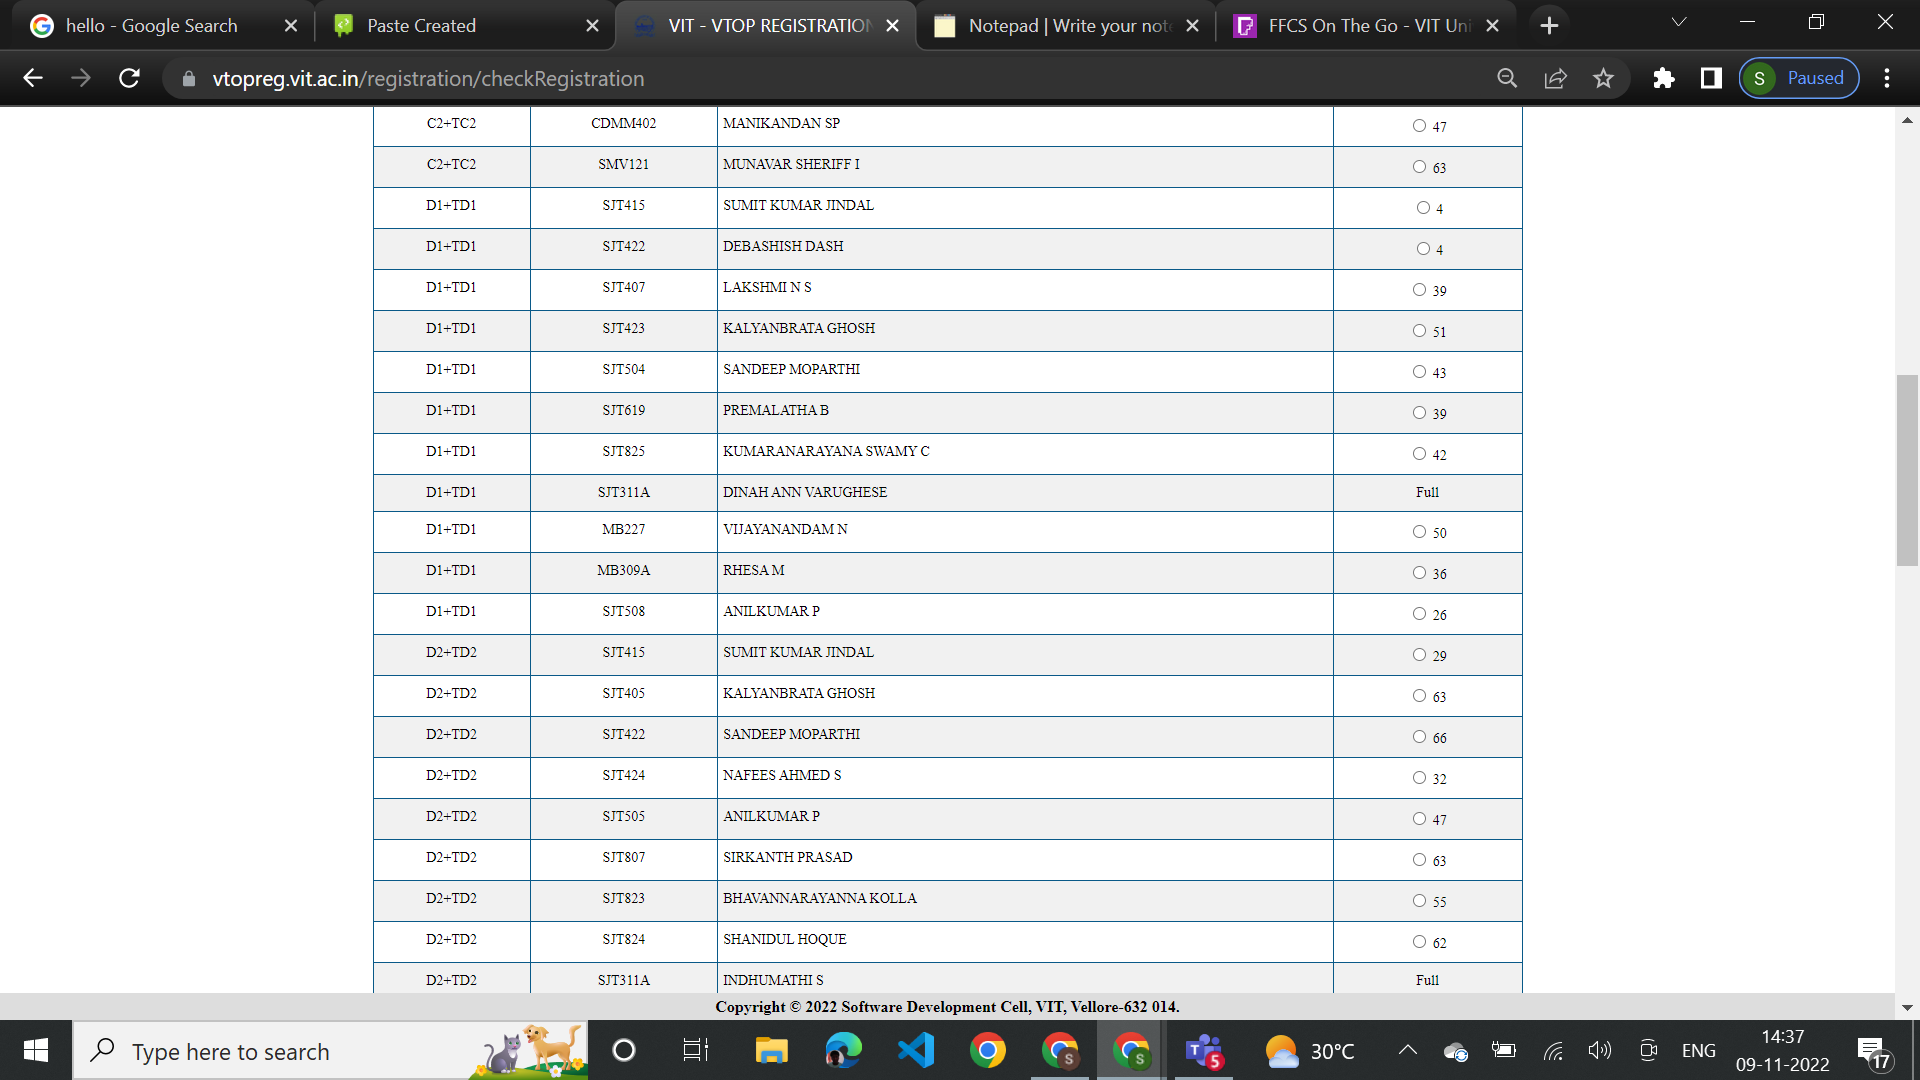 hello - Google Search
Paste Created
VIT - VTOP REGISTRATION
Notepad | Write your note
FFCS On The Go - VIT Uni
vtopreg.vit.ac.in/registration/checkRegistration
S Paused
C2+TC2 CDMM402 MANIKANDAN SP 47
C2+TC2 SMV121 MUNAVAR SHERIFF I 63
D1+TD1 SJT415 SUMIT KUMAR JINDAL 4
D1+TD1 SJT422 DEBASHISH DASH 4
D1+TD1 SJT407 LAKSHMI N S 39
D1+TD1 SJT423 KALYANBRATA GHOSH 51
D1+TD1 SJT504 SANDEEP MOPARTHI 43
D1+TD1 SJT619 PREMALATHA B 39
D1+TD1 SJT825 KUMARANARAYANA SWAMY C 42
D1+TD1 SJT311A DINAH ANN VARUGHESE Full
D1+TD1 MB227 VIJAYANANDAM N 50
D1+TD1 MB309A RHESA M 36
D1+TD1 SJT508 ANILKUMAR P 26
D2+TD2 SJT415 SUMIT KUMAR JINDAL 29
D2+TD2 SJT405 KALYANBRATA GHOSH 63
D2+TD2 SJT422 SANDEEP MOPARTHI 66
D2+TD2 SJT424 NAFEES AHMED S 32
D2+TD2 SJT505 ANILKUMAR P 47
D2+TD2 SJT807 SIRKANTH PRASAD 63
D2+TD2 SJT823 BHAVANNARAYANNA KOLLA 55
D2+TD2 SJT824 SHANIDUL HOQUE 62
D2+TD2 SJT311A INDHUMATHI S Full
Copyright © 2022 Software Development Cell, VIT, Vellore-632 014.
Type here to search
S
S
5
30°C
ENG
14:37
09-11-2022
17